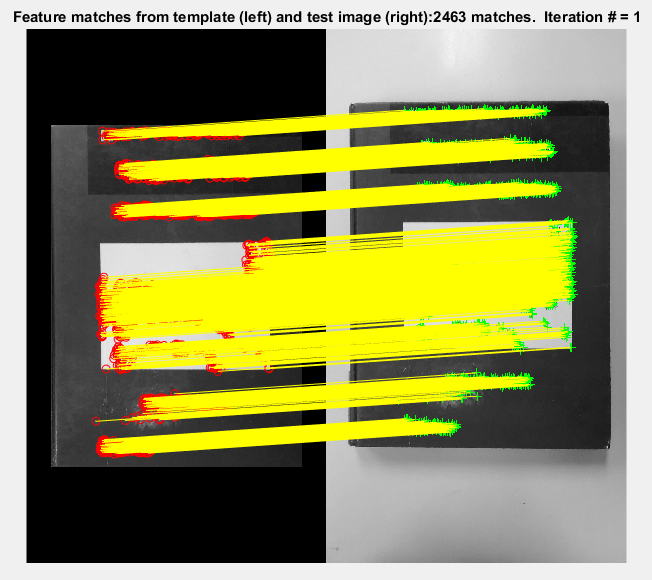 Feature matches from template (left) and test image (right):2463 matches.  Iteration # = 1